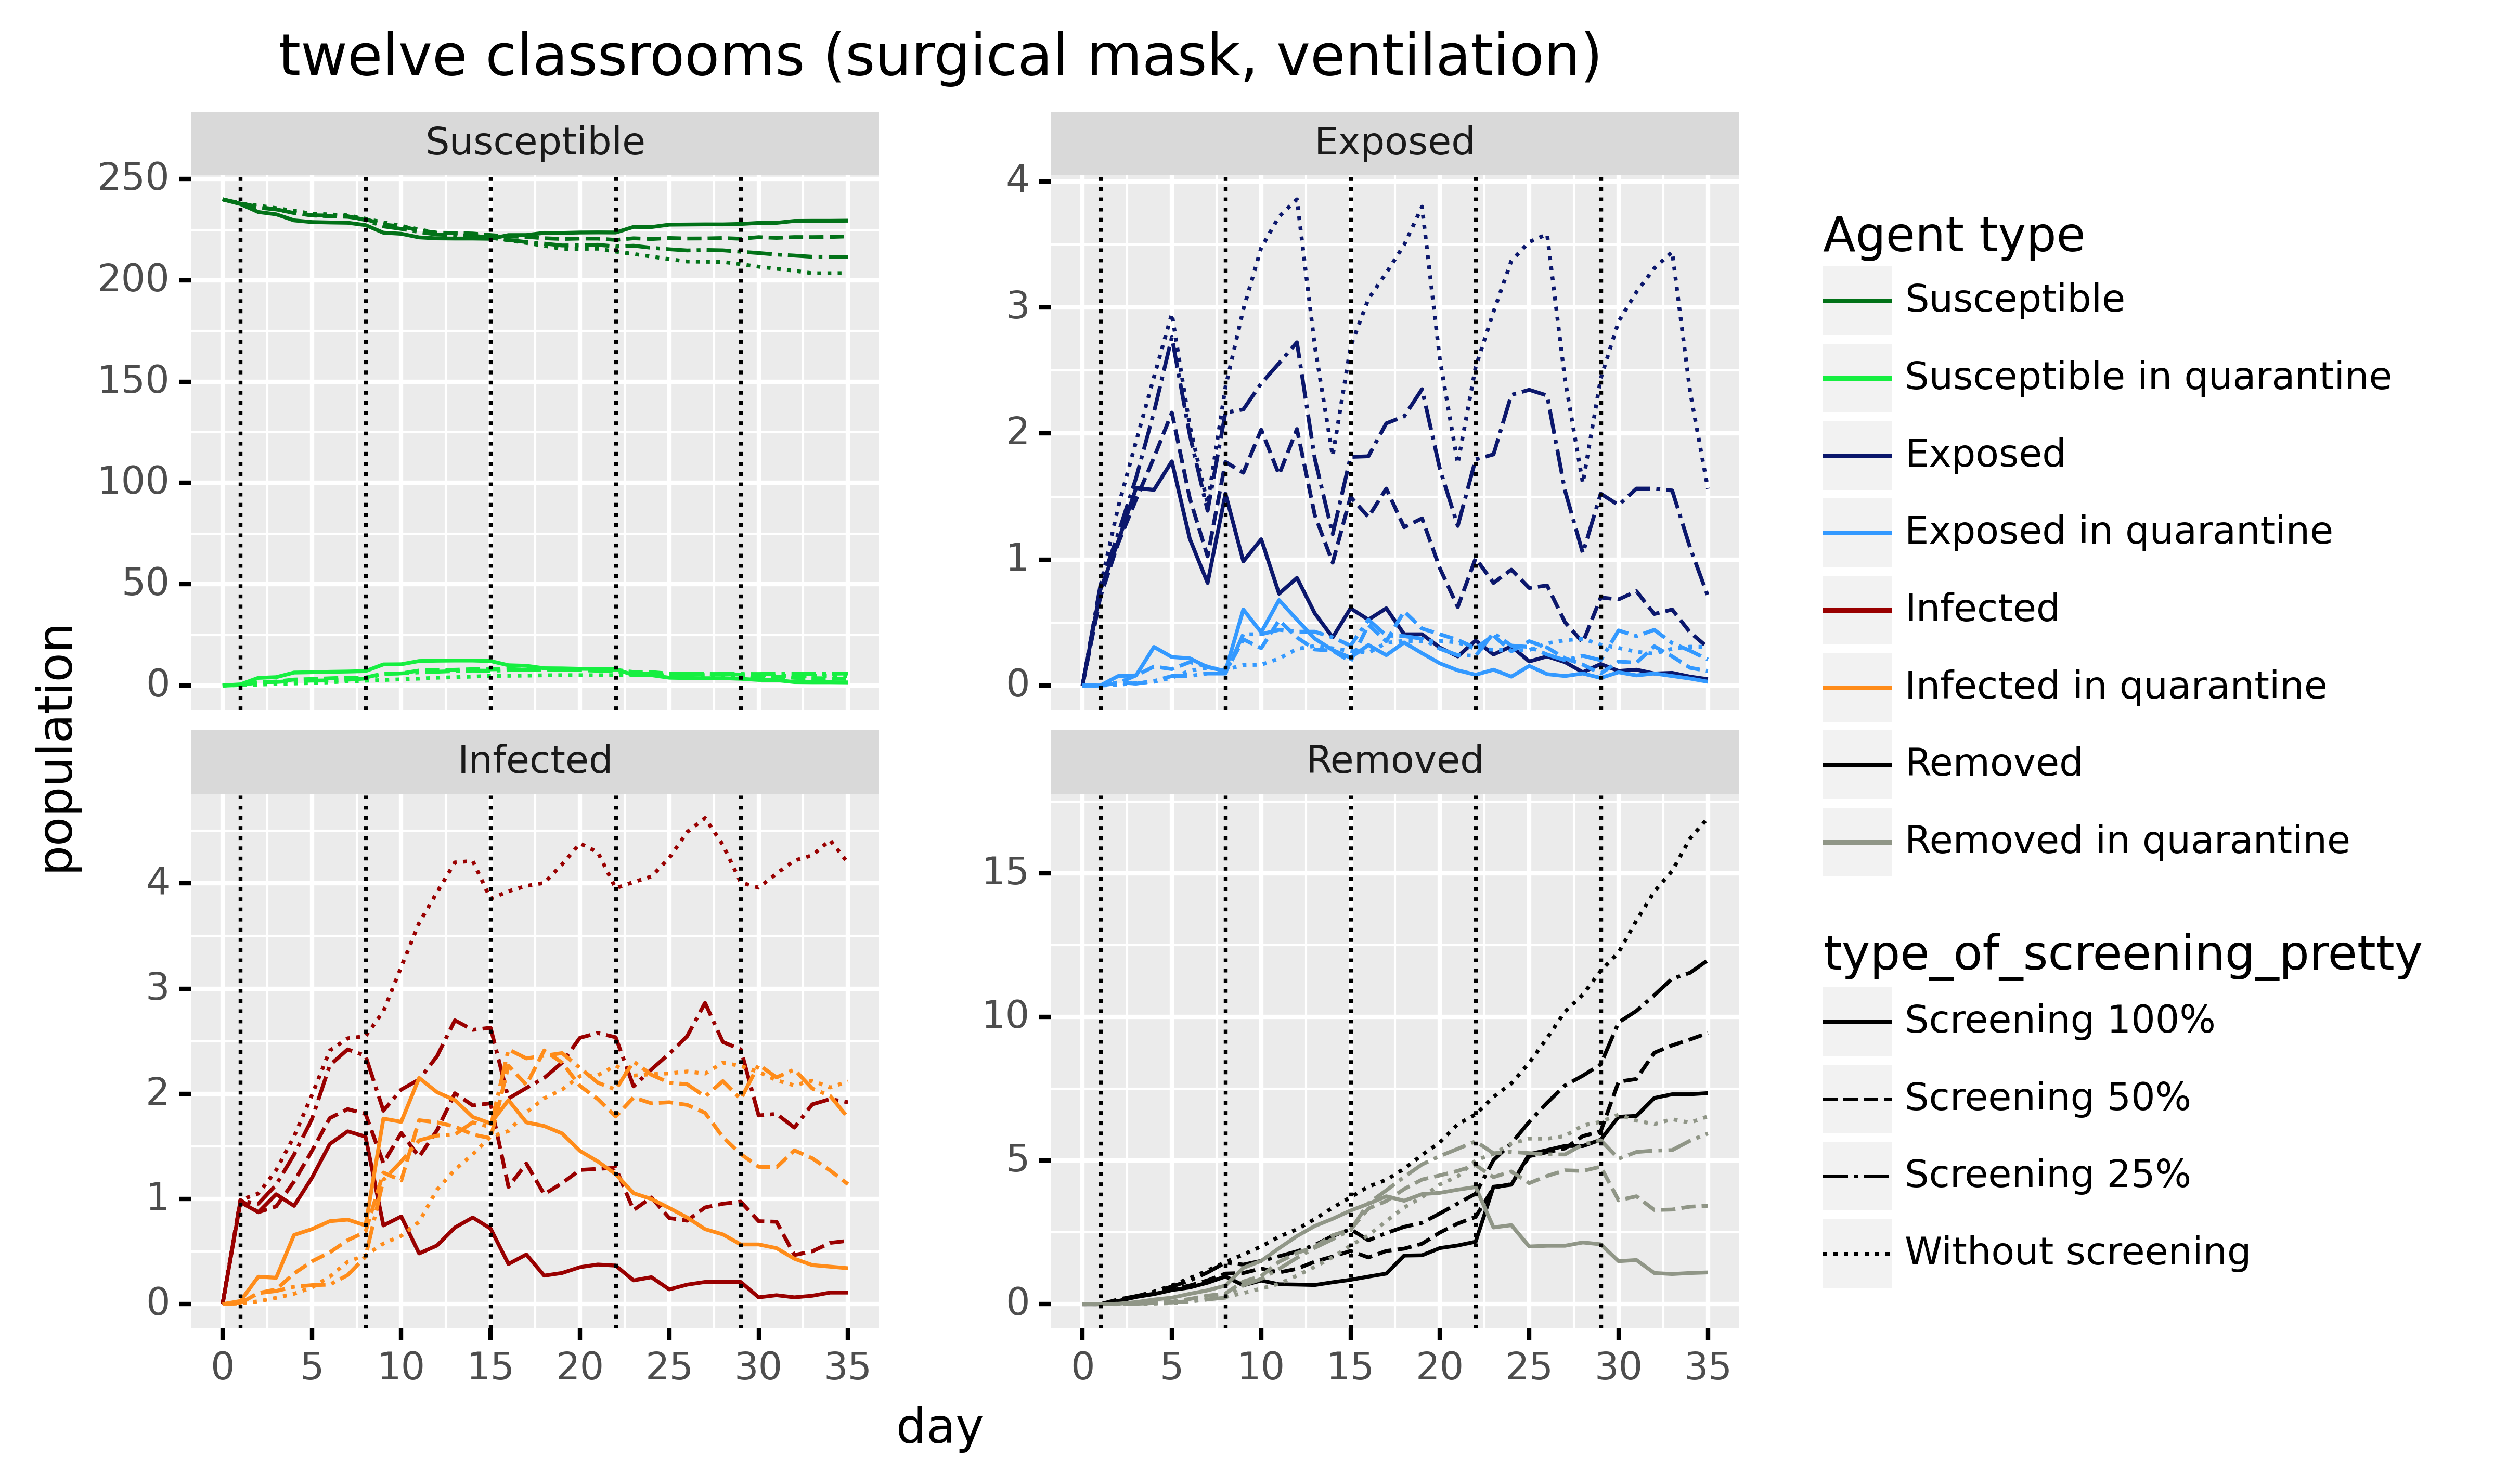 twelve classrooms (surgical mask, ventilation)
Susceptible
Exposed
250
200
150
100
50
0
4
3
2
1
0
population
Infected
Removed
4
3
2
1
0
15
10
5
0
0 5 10 15 20 25 30 35
0 5 10 15 20 25 30 35
day
Agent type
Susceptible
Susceptible in quarantine
Exposed
Exposed in quarantine
Infected
Infected in quarantine
Removed
Removed in quarantine
type_of_screening_pretty
Screening 100%
Screening 50%
Screening 25%
Without screening